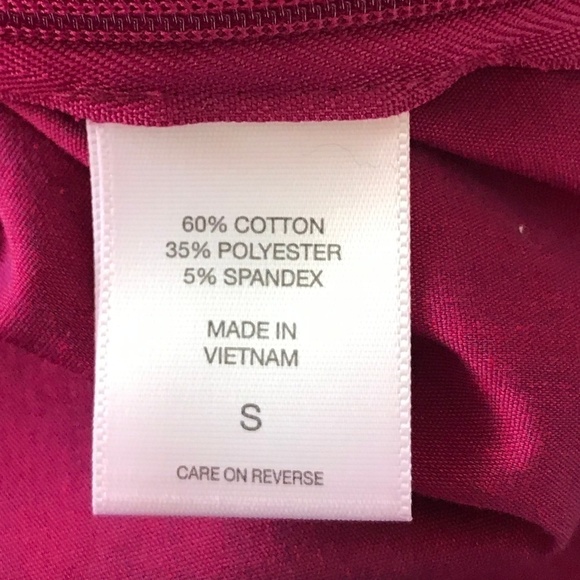 60% COTTON
35% POLYESTER
5% SPANDEX
MADE IN
VIETNAM
S
CARE ON REVERSE